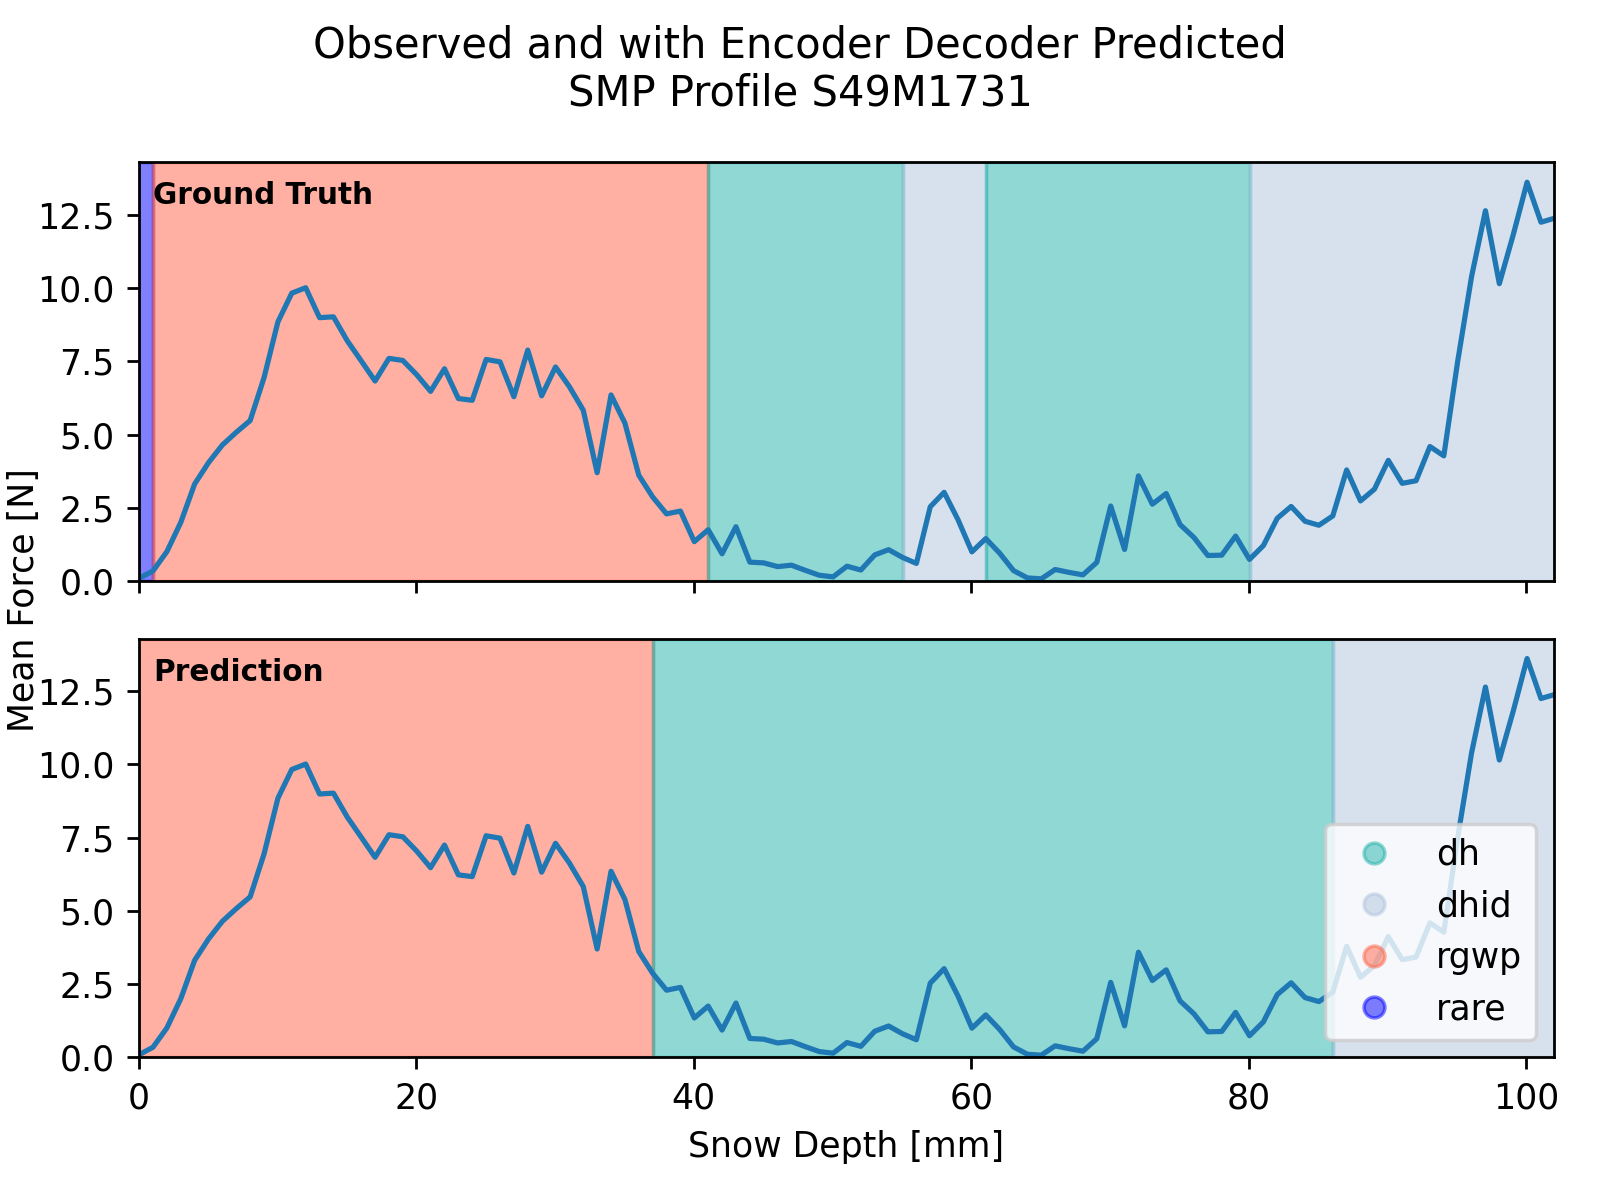 Observed and with Encoder Decoder Predicted
SMP Profile S49M1731
Mean Force [N]
Ground Truth
12.5
10.0
7.5
5.0
2.5
0.0
Prediction
12.5
10.0
7.5
5.0
2.5
0.0
dh
dhid
rgwp
rare
0 20 40 60 80 100
Snow Depth [mm]